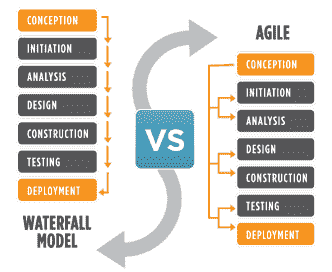 CONCEPTION
INITIATION
ANALYSIS
DESIGN
CONSTRUCTION
TESTING
DEPLOYMENT
WATERFALL
MODEL
VS
AGILE
CONCEPTION
INITIATION
ANALYSIS
DESIGN
CONSTRUCTION
TESTING
DEPLOYMENT